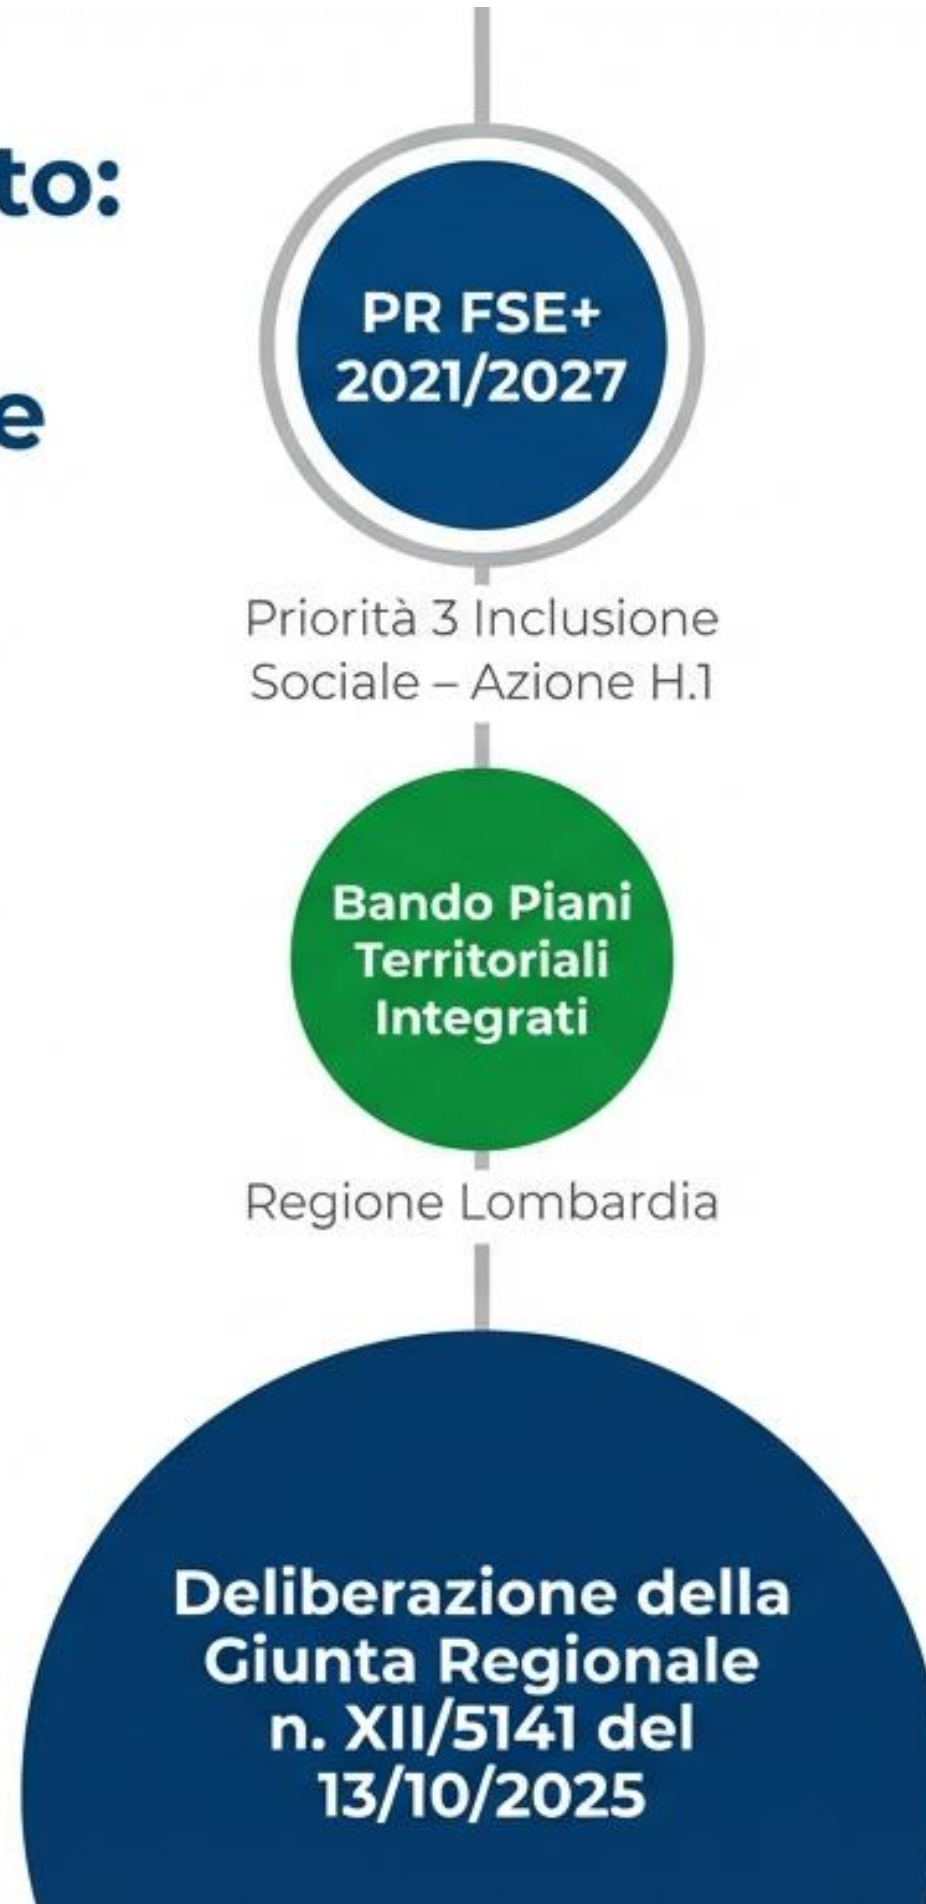 to:
e
PR FSE+
2021/2027
Priorità 3 Inclusione
Sociale – Azione H.1
Bando Piani
Territoriali
Integrati
Regione Lombardia
Deliberazione della
Giunta Regionale
n. XII/5141 del
13/10/2025